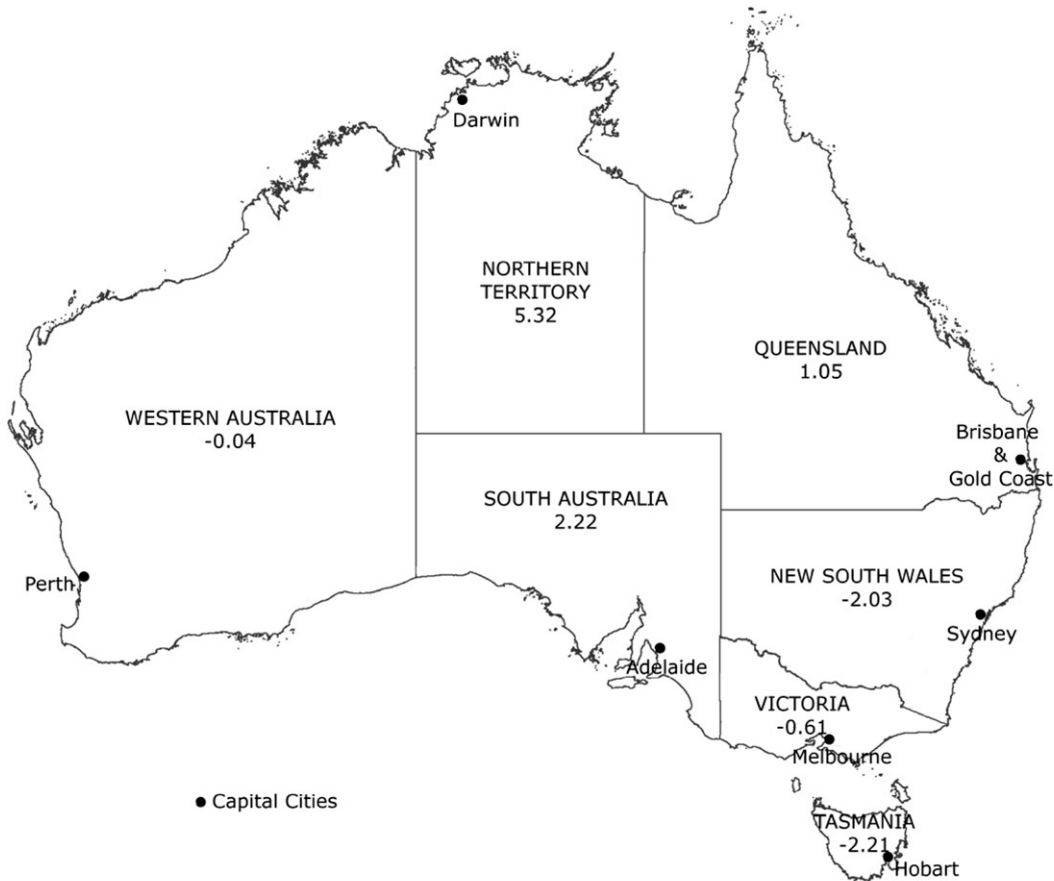 Darwin
NORTHERN
TERRITORY
5.32
QUEENSLAND
1.05
WESTERN AUSTRALIA
-0.04
Brisbane
&
Gold Coast
SOUTH AUSTRALIA
2.22
Perth
NEW SOUTH WALES
-2.03
Sydney
Adelaide
VICTORIA
-0.61
Melbourne
Capital Cities
TASMANIA
-2.21
Hobart